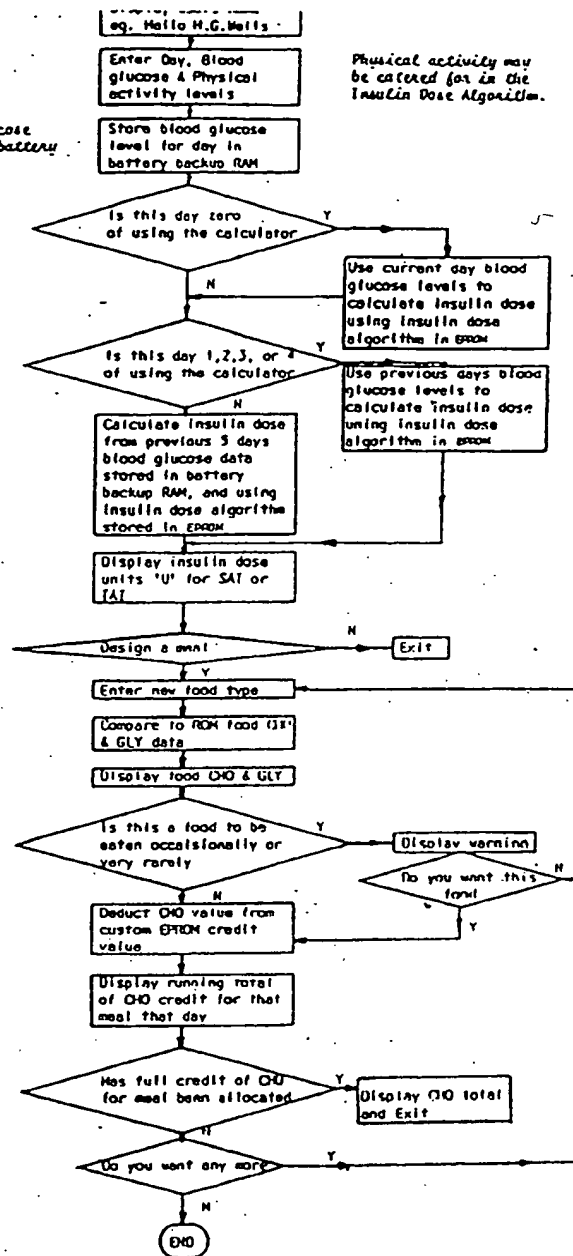 eg. Hallo H.G.Wells
Enter Day, Blood
glucose & Physical
activity levels
Physical activity may
be catered for in the
Insulin Dose Algorithm.
battery
Store blood glucose
level for day in
battery backup RAM
Is this day zero
of using the calculator
Y
N
Use current day blood
glucose levels to
calculate insulin dose
using insulin dose
algorithm in EPROM
Is this day 1,2,3, or 4
of using the calculator
Y
N
Use previous days blood
glucose levels to
calculate insulin dose
using insulin dose
algorithm in EPROM
Calculate insulin dose
from previous 5 days
blood glucose data
stored in battery
backup RAM, and using
insulin dose algorithm
stored in EPROM
Display insulin dose
units 'U' for SAI or
IAI
Design a meal
N
Exit
Y
Enter new food type
Compare to ROM food
& GLY data
Display food CHO & GLY
Is this a food to be
eaten occaisionally or
very rarely
Y
Display warning
N
Do you want this
food
N
Y
Deduct CHO value from
custom EPROM credit
value
Display running total
of CHO credit for that
meal that day
Has full credit of CHO
for meal been allocated
Y
Display CHO total
and Exit
N
Do you want any more
Y
N
END